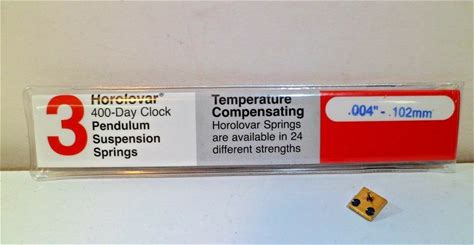 3
Horolovar®
400-Day Clock
Pendulum
Suspension
Springs
Temperature
Compensating
Horolovar Springs
are available in 24
different strengths
.004"- .102mm